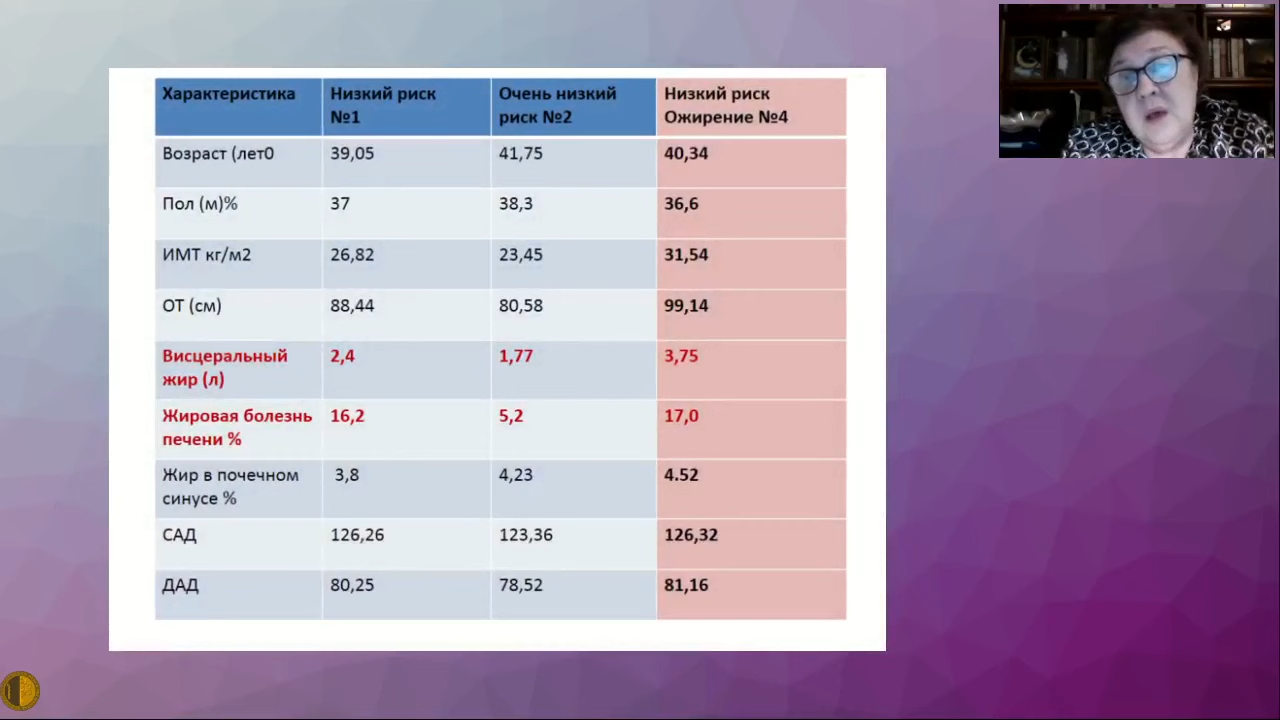 Характеристика
Низкий риск
№1
Очень низкий
риск №2
Низкий риск
Ожирение №4
Возраст (лет0
39,05
41,75
40,34
Пол (м)%
37
38,3
36,6
ИМТ кг/м2
26,82
23,45
31,54
ОТ (см)
88,44
80,58
99,14
Висцеральный
жир (л)
2,4
1,77
3,75
Жировая болезнь
печени %
16,2
5,2
17,0
Жир в почечном
синусе %
3,8
4,23
4.52
САД
126,26
123,36
126,32
ДАД
80,25
78,52
81,16